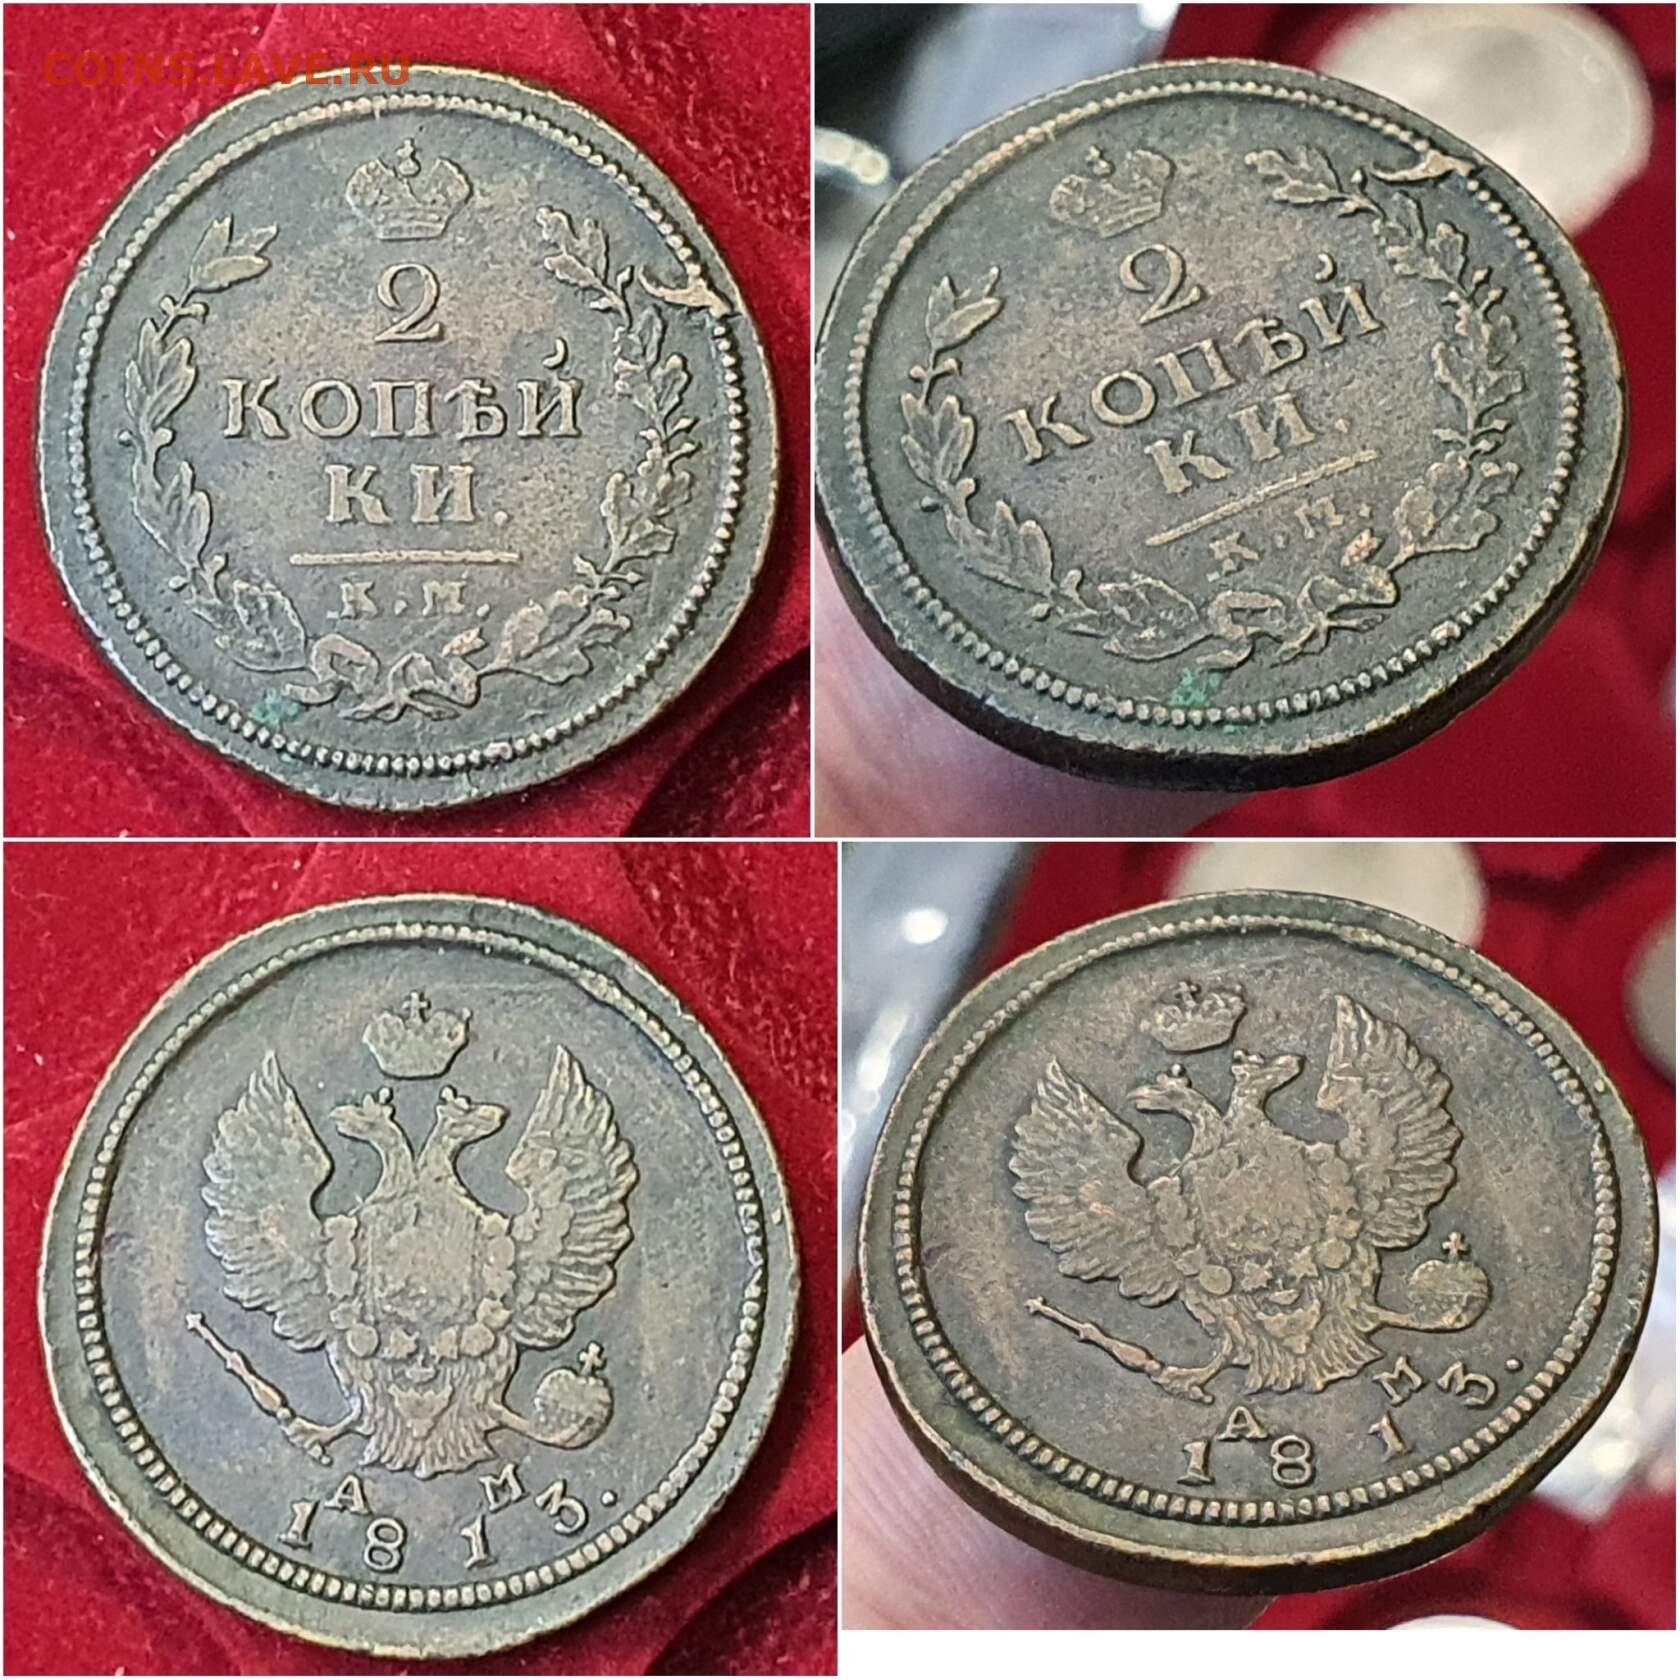 COINS.LAVE.RU
2
КОПѢЙ
КИ.
К.М.
2
КОПѢЙ
КИ.
К.М.
А М
1813.
А М
1813.